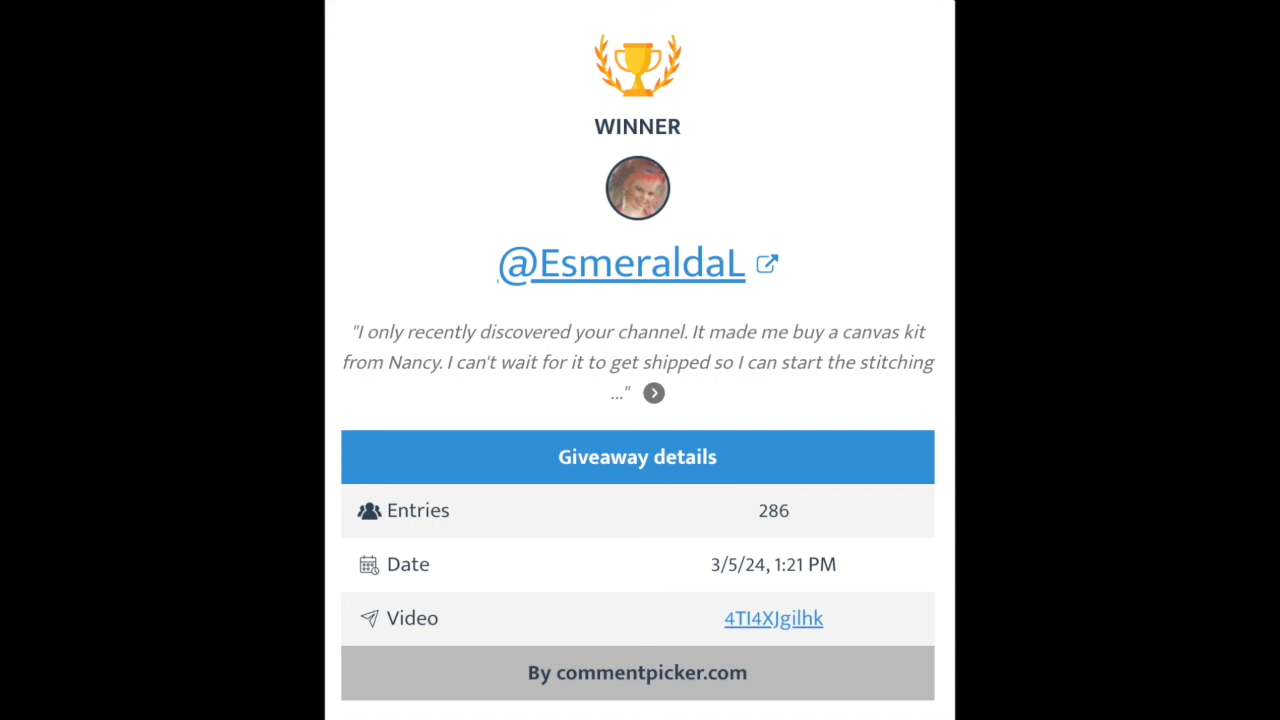 WINNER
@EsmeraldaL
"I only recently discovered your channel. It made me buy a canvas kit
from Nancy. I can't wait for it to get shipped so I can start the stitching
..."
Giveaway details
Entries 286
Date 3/5/24, 1:21 PM
Video 4TI4XJgilhk
By commentpicker.com